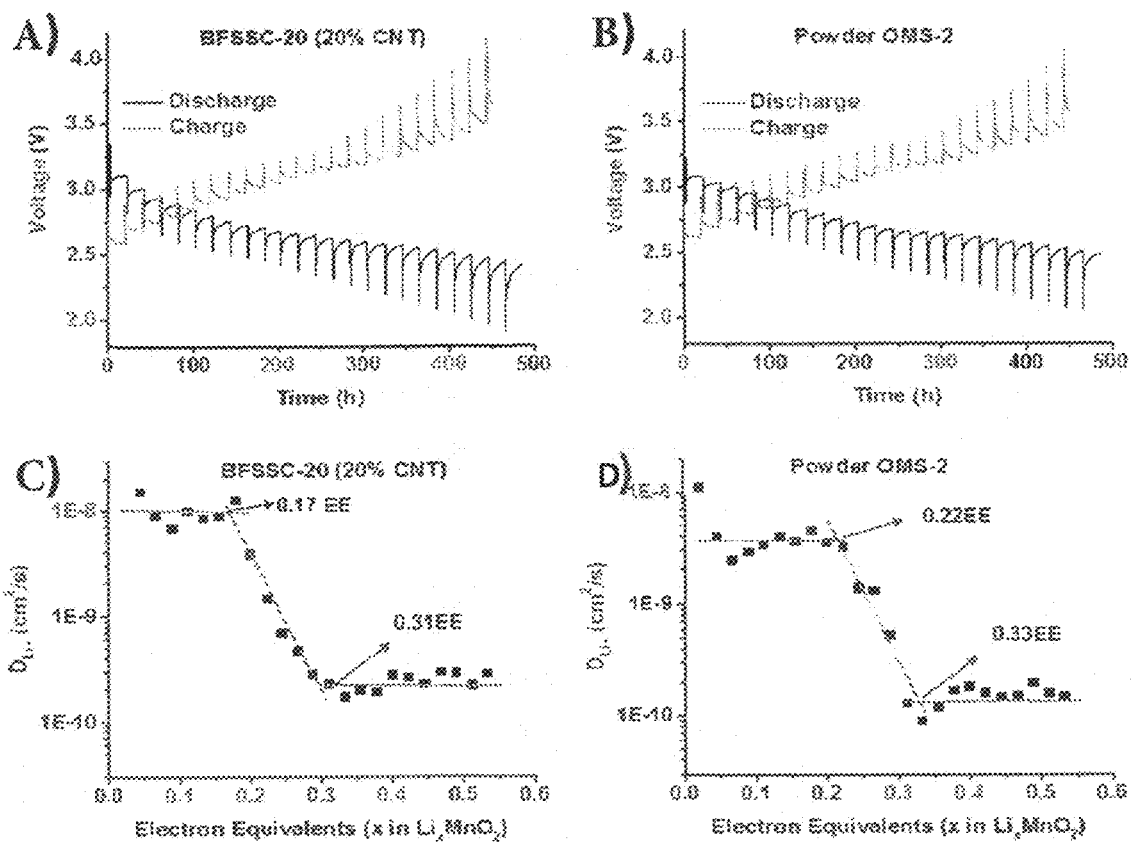 A)
BFSSC-20 (20% CNT)
Discharge
Charge
Voltage (V)
4.0
3.5
3.0
2.5
2.0
0
100
200
300
400
500
Time (h)
B)
Powder OMS-2
Discharge
Charge
Voltage (V)
4.0
3.5
3.0
2.5
2.0
0
100
200
300
400
500
Time (h)
C)
BFSSC-20 (20% CNT)
0.17 EE
0.31EE
D_Li+ (cm²/s)
1E-8
1E-9
1E-10
0.0
0.1
0.2
0.3
0.4
0.5
0.6
Electron Equivalents (x in LiₓMnO₂)
D)
Powder OMS-2
0.22EE
0.33EE
D_Li+ (cm²/s)
1E-8
1E-9
1E-10
0.0
0.1
0.2
0.3
0.4
0.5
0.6
Electron Equivalents (x in LiₓMnO₂)